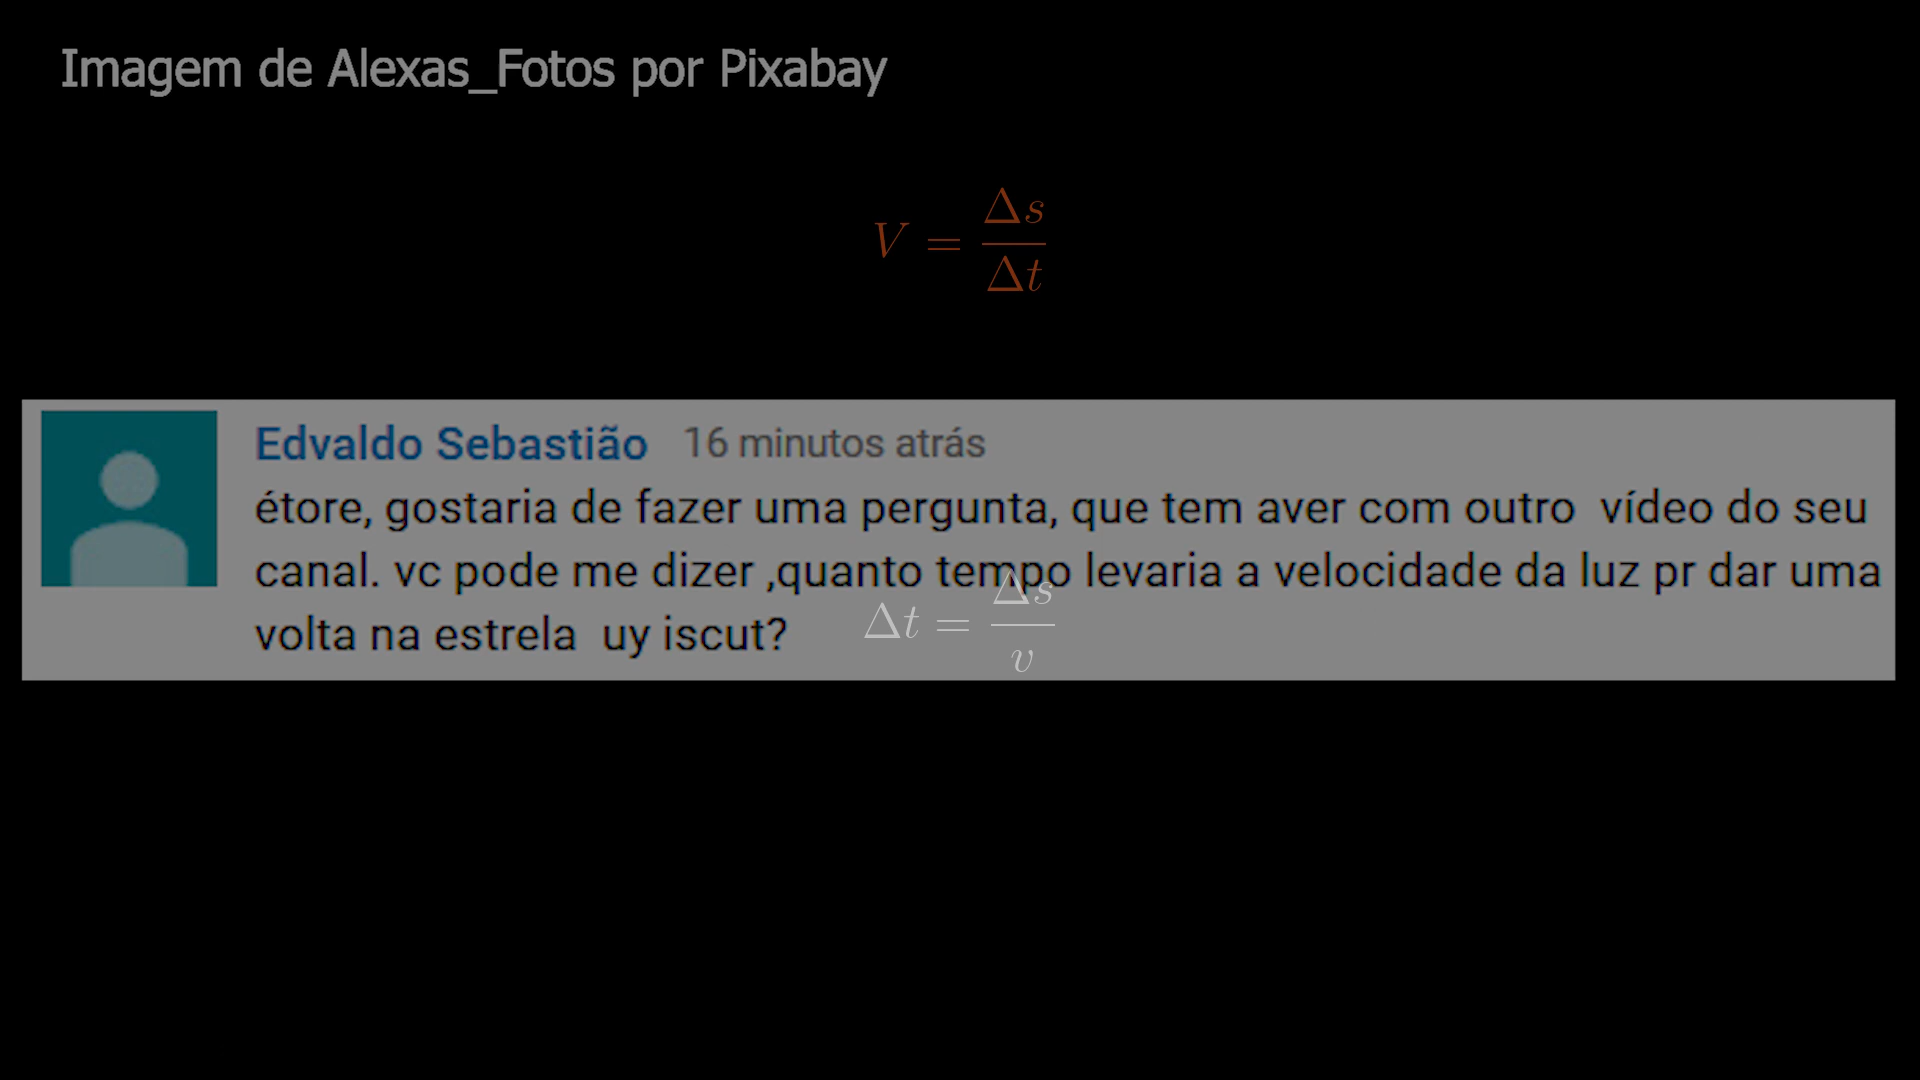 Imagem de Alexas_Fotos por Pixabay
V = Δs / Δt
Edvaldo Sebastião 16 minutos atrás
étore, gostaria de fazer uma pergunta, que tem aver com outro vídeo do seu
canal. vc pode me dizer ,quanto tempo levaria a velocidade da luz pr dar uma
volta na estrela uy iscut?
Δt = Δs / v